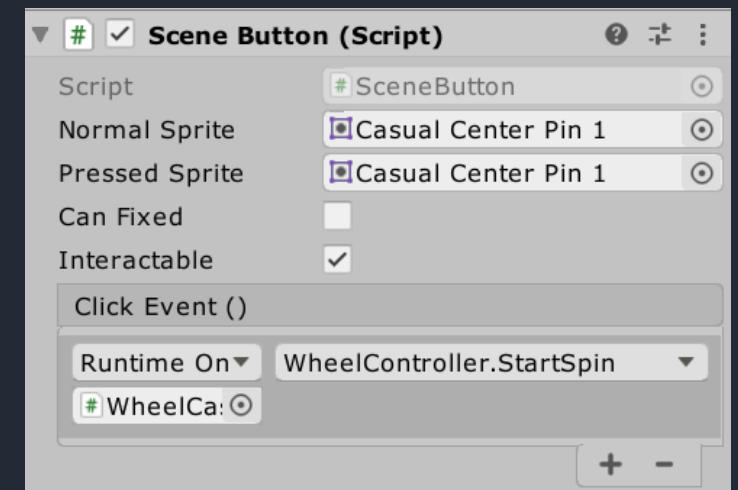 # Scene Button (Script)
Script # SceneButton
Normal Sprite Casual Center Pin 1
Pressed Sprite Casual Center Pin 1
Can Fixed
Interactable
Click Event ()
Runtime On WheelController.StartSpin
# WheelCa